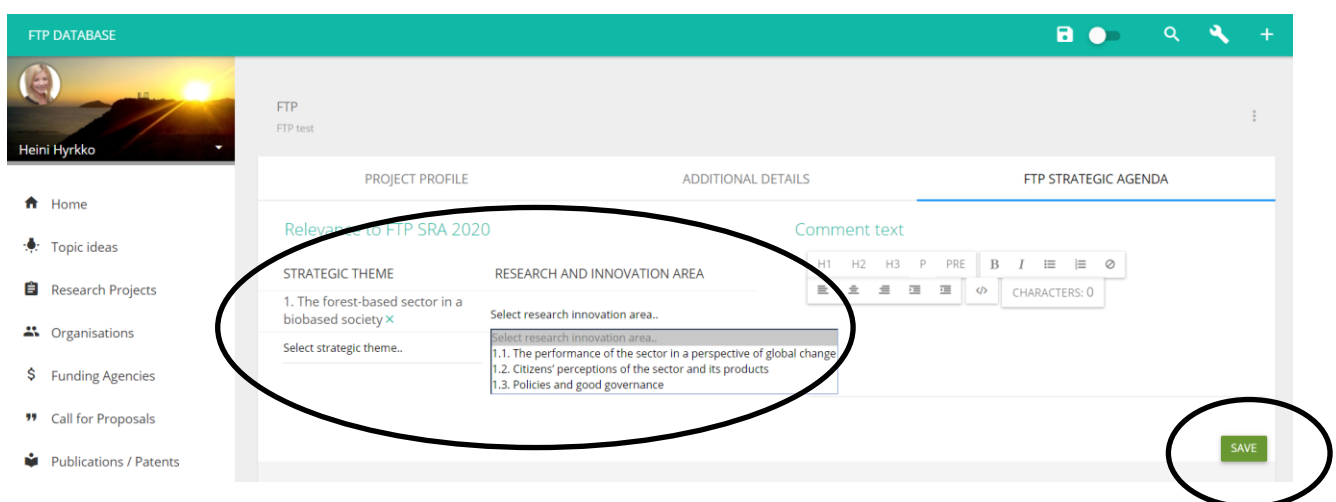 FTP DATABASE
Heini Hyrkko
Home
Topic ideas
Research Projects
Organisations
$ Funding Agencies
Call for Proposals
Publications / Patents
FTP
FTP test
PROJECT PROFILE
ADDITIONAL DETAILS
FTP STRATEGIC AGENDA
Relevance to FTP SRA 2020
STRATEGIC THEME
RESEARCH AND INNOVATION AREA
1. The forest-based sector in a
biobased society ×
Select strategic theme..
Select research innovation area..
Select research innovation area..
1.1. The performance of the sector in a perspective of global change
1.2. Citizens' perceptions of the sector and its products
1.3. Policies and good governance
Comment text
H1 H2 H3 P PRE B I
</> CHARACTERS: 0
SAVE